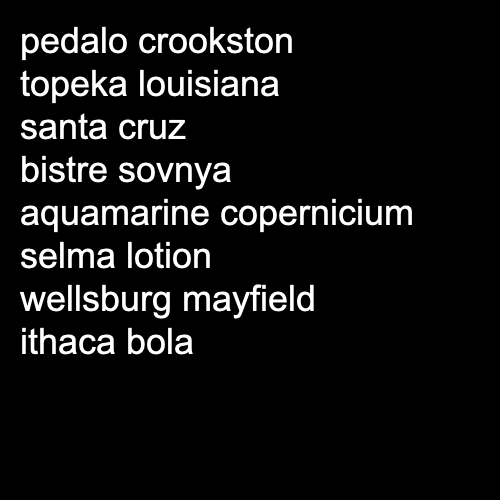 pedalo crookston
topeka louisiana
santa cruz
bistre sovnya
aquamarine copernicium
selma lotion
wellsburg mayfield
ithaca bola